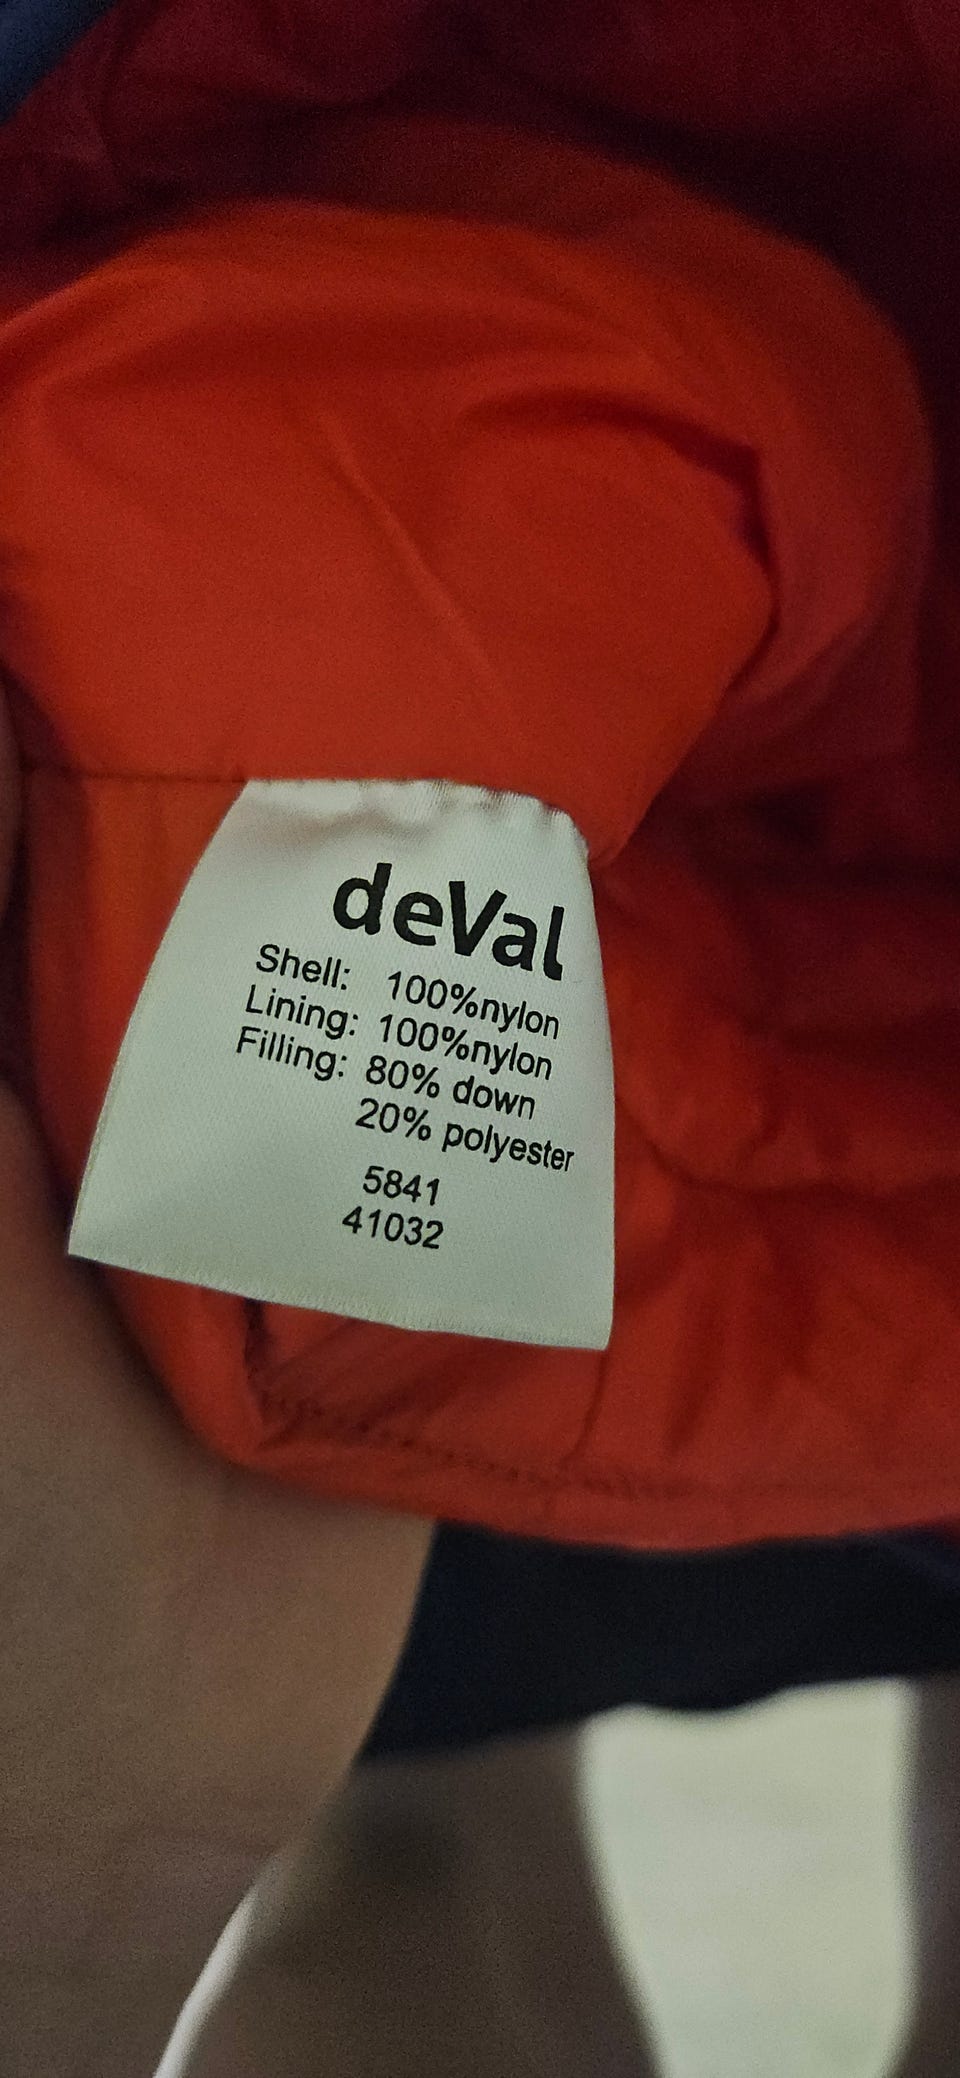 deVal
Shell: 100%nylon
Lining: 100%nylon
Filling: 80% down
20% polyester
5841
41032